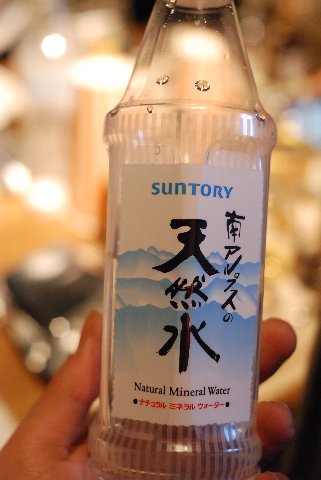 SUNTORY
南アルプスの
天然水
Natural Mineral Water
●ナチュラル ミネラル ウォーター●